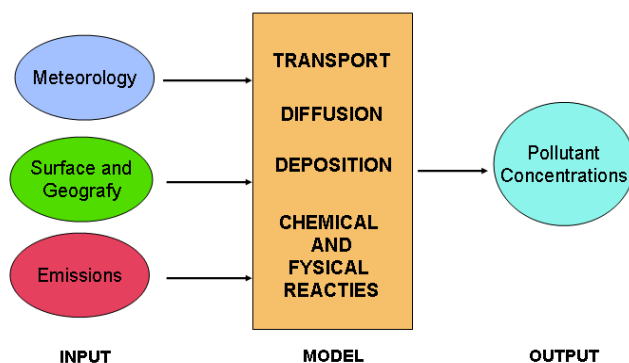 Meteorology
Surface and
Geografy
Emissions
TRANSPORT
DIFFUSION
DEPOSITION
CHEMICAL
AND
FYSICAL
REACTIES
Pollutant
Concentrations
INPUT
MODEL
OUTPUT